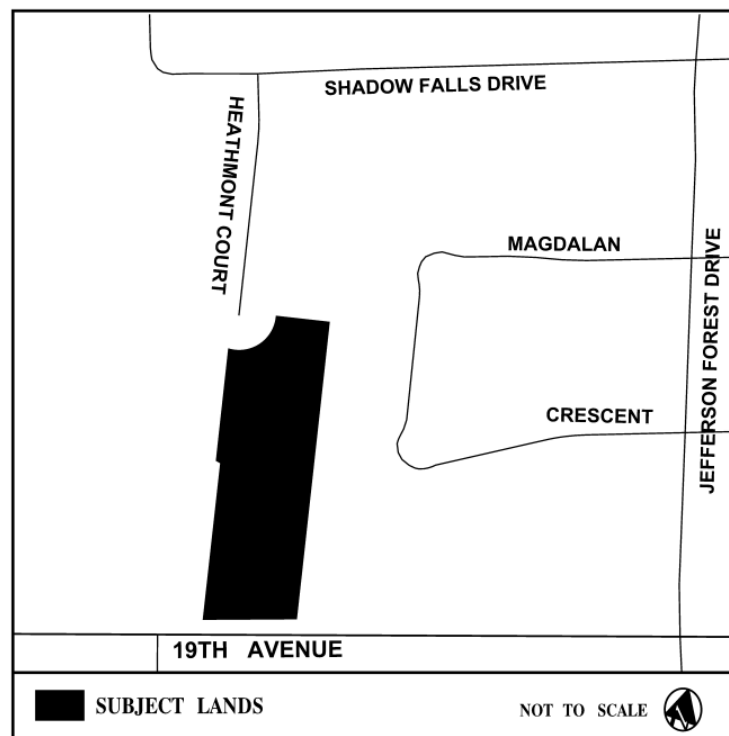 SHADOW FALLS DRIVE
HEATHMONT COURT
MAGDALAN
JEFFERSON FOREST DRIVE
CRESCENT
19TH AVENUE
SUBJECT LANDS
NOT TO SCALE